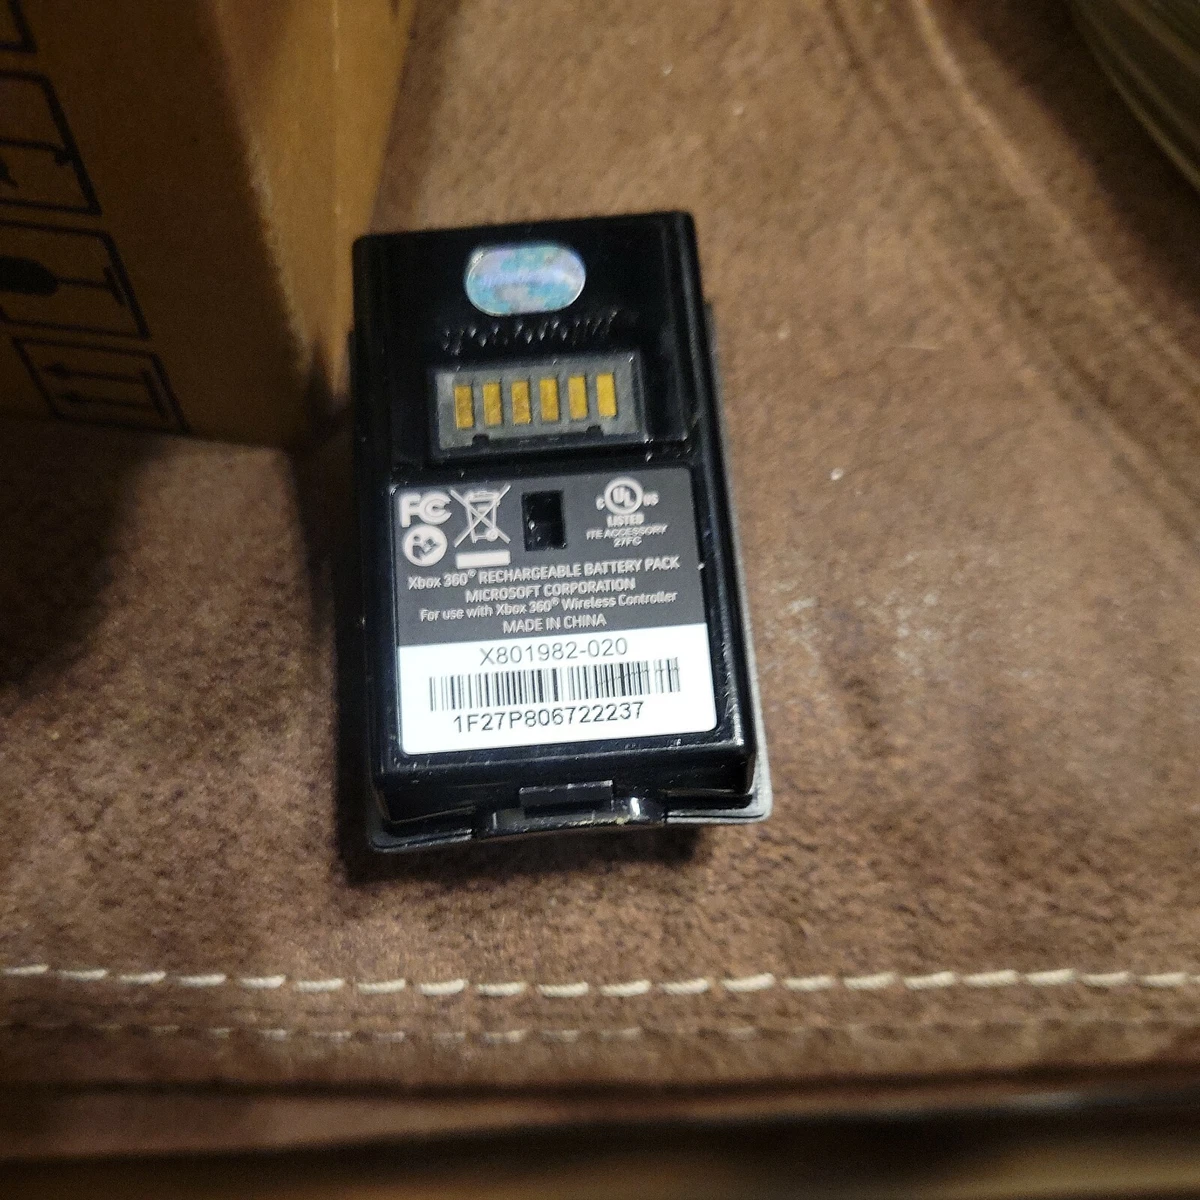 FC
C UL US
LISTED
ITE ACCESSORY
27FC
Xbox 360® RECHARGEABLE BATTERY PACK
MICROSOFT CORPORATION
For use with Xbox 360® Wireless Controller
MADE IN CHINA
X801982-020
1F27P806722237